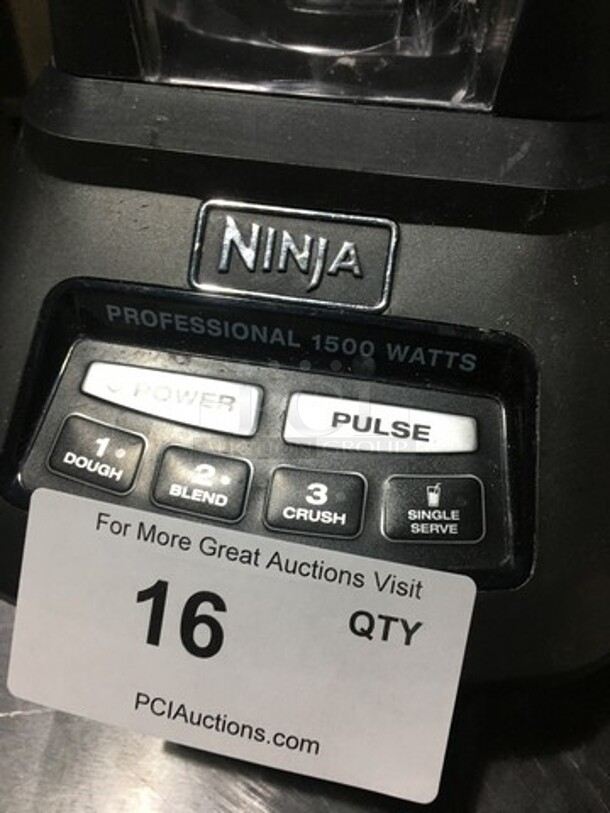 NINJA
PROFESSIONAL 1500 WATTS
POWER
PULSE
1
DOUGH
2
BLEND
3
CRUSH
SINGLE
SERVE
For More Great Auctions Visit
16 QTY
PCIAuctions.com